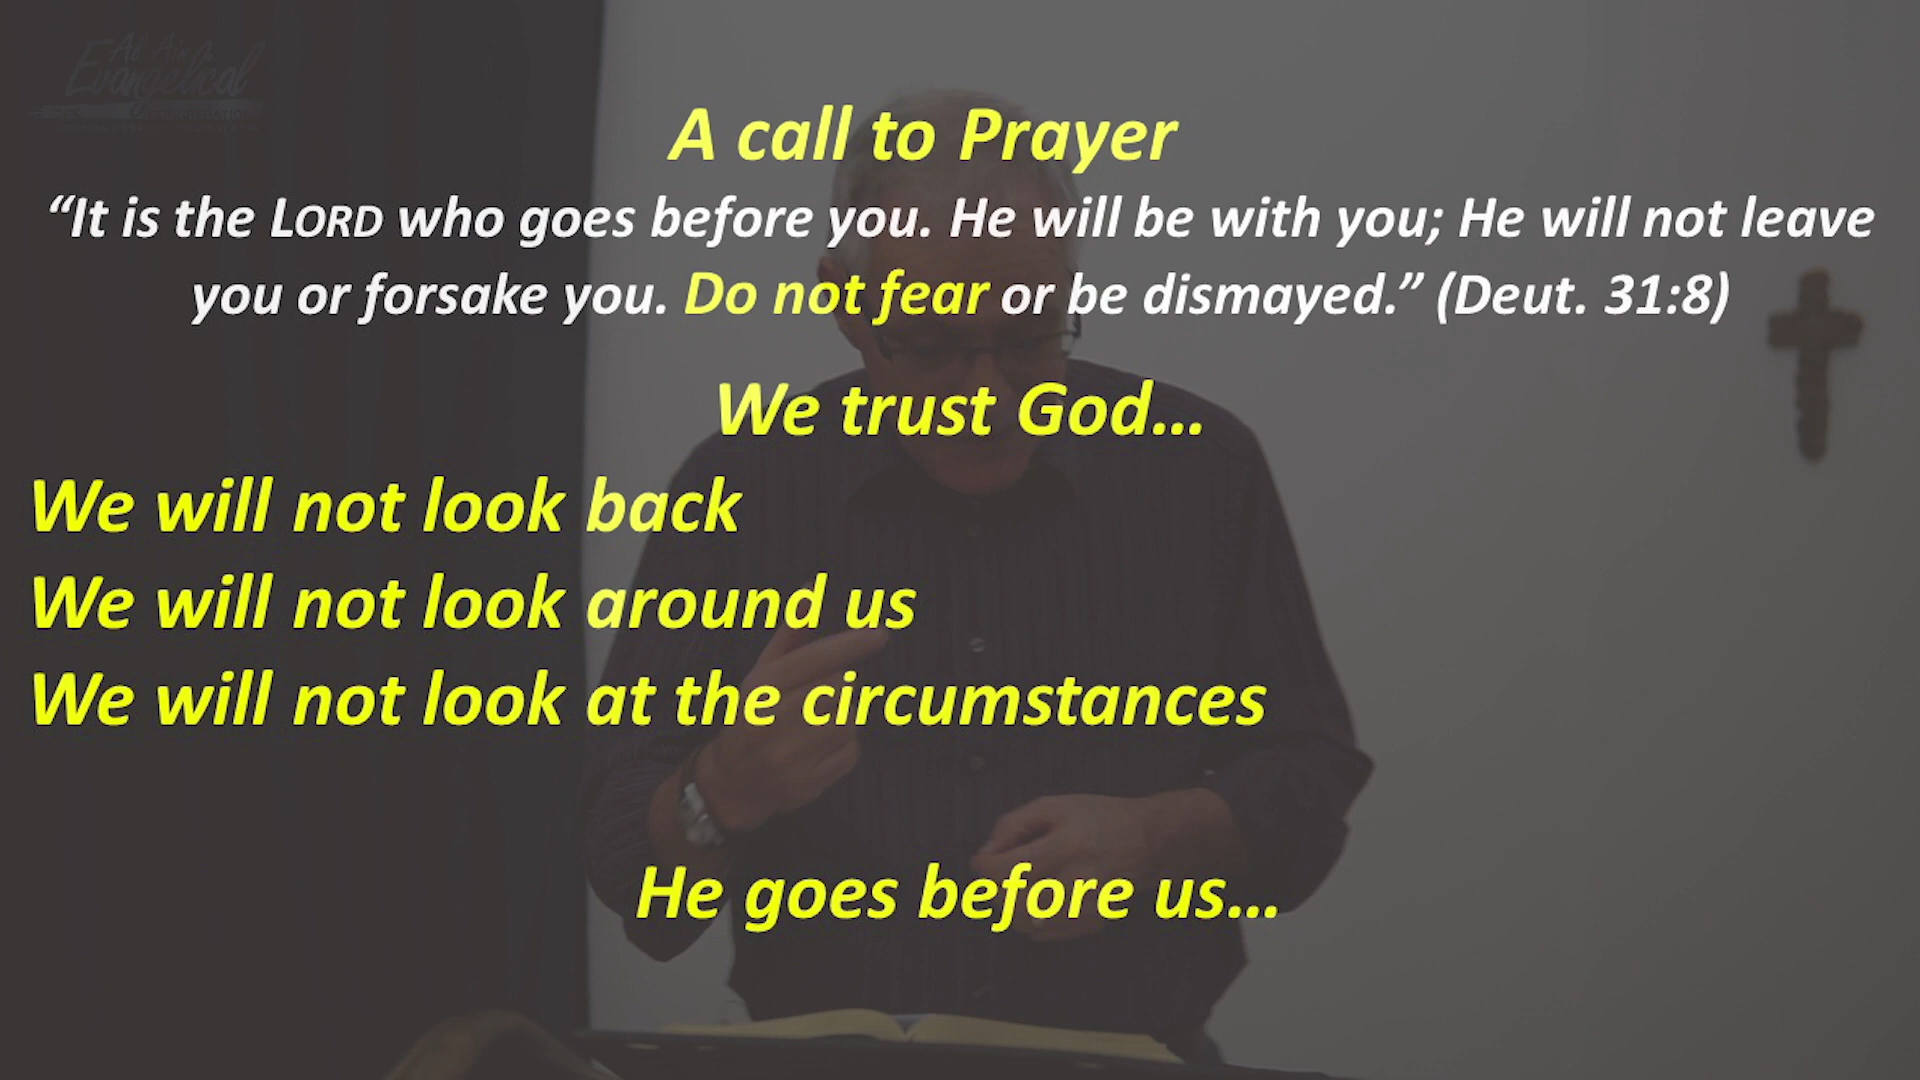 Al Ain
Evangelical
A call to Prayer
“It is the LORD who goes before you. He will be with you; He will not leave
you or forsake you. Do not fear or be dismayed.” (Deut. 31:8)
We trust God...
We will not look back
We will not look around us
We will not look at the circumstances
He goes before us...